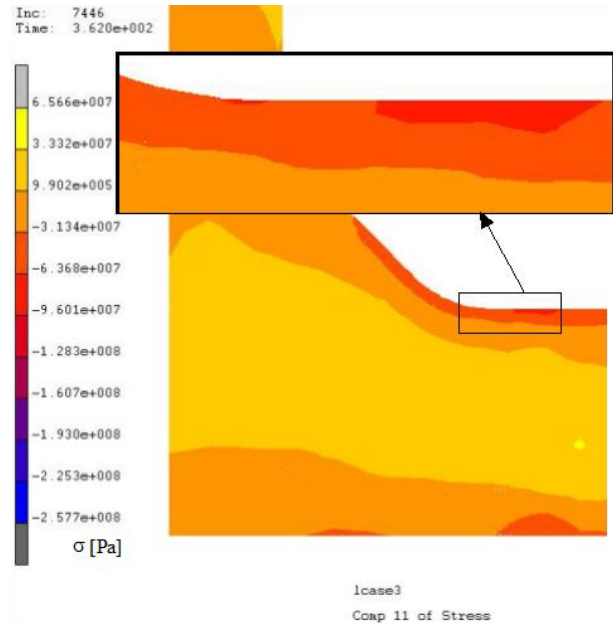 Inc: 7446
Time: 3.620e+002
6.566e+007
3.332e+007
9.902e+005
-3.134e+007
-6.368e+007
-9.601e+007
-1.283e+008
-1.607e+008
-1.930e+008
-2.253e+008
-2.577e+008
σ [Pa]
lcase3
Comp 11 of Stress